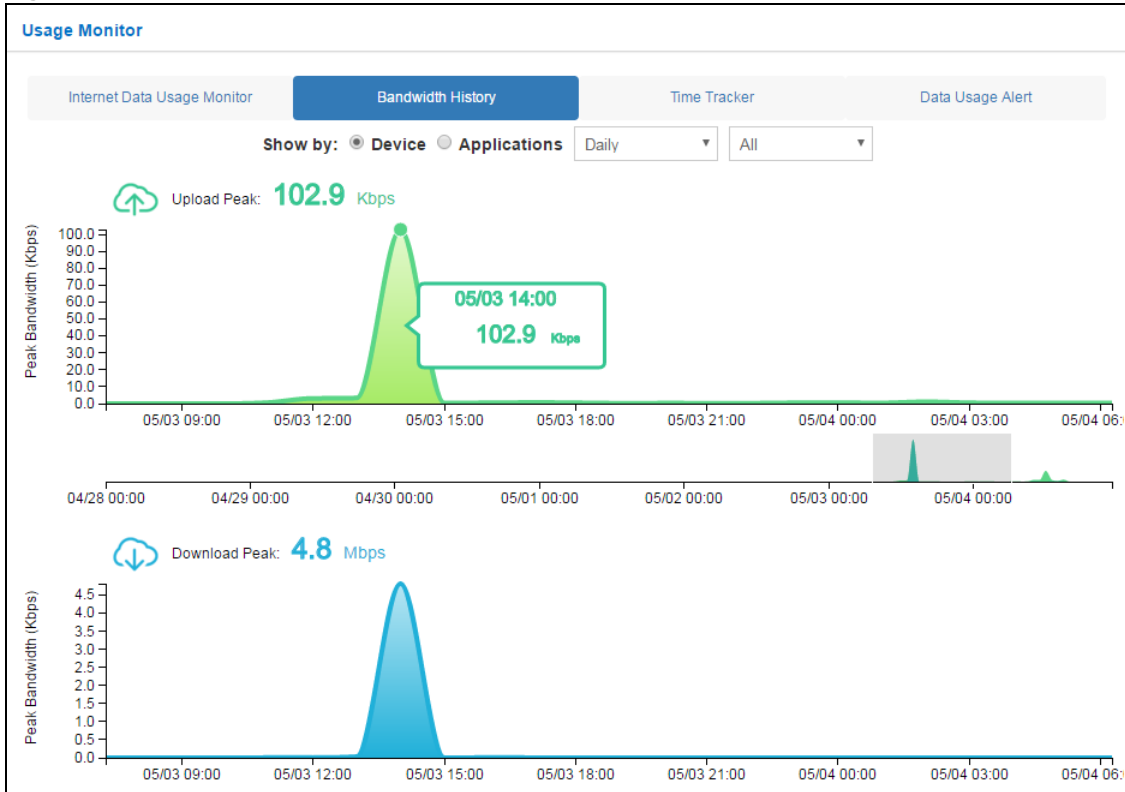 Usage Monitor
Internet Data Usage Monitor Bandwidth History Time Tracker Data Usage Alert
Show by: Device Applications Daily All
Upload Peak: 102.9 Kbps
Peak Bandwidth (Kbps)
100.0
90.0
80.0
70.0
60.0
50.0
40.0
30.0
20.0
10.0
0.0
05/03 14:00
102.9 Kbps
05/03 09:00 05/03 12:00 05/03 15:00 05/03 18:00 05/03 21:00 05/04 00:00 05/04 03:00 05/04 06:
04/28 00:00 04/29 00:00 04/30 00:00 05/01 00:00 05/02 00:00 05/03 00:00 05/04 00:00
Download Peak: 4.8 Mbps
Peak Bandwidth (Kbps)
4.5
4.0
3.5
3.0
2.5
2.0
1.5
1.0
0.5
0.0
05/03 09:00 05/03 12:00 05/03 15:00 05/03 18:00 05/03 21:00 05/04 00:00 05/04 03:00 05/04 06: